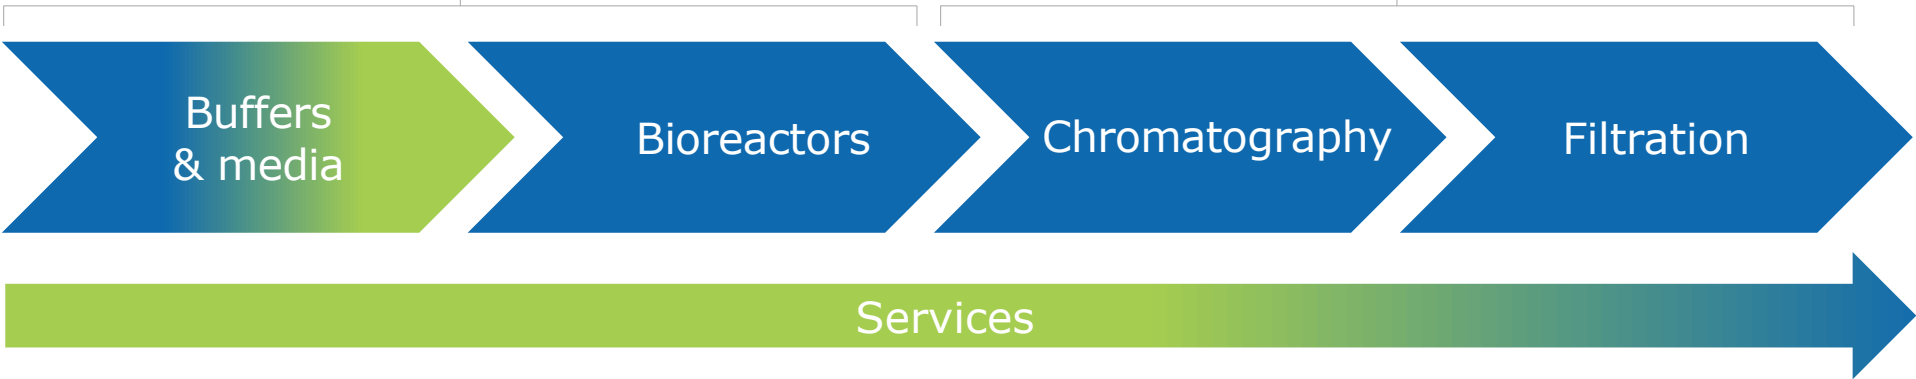 Buffers
& media
Bioreactors
Chromatography
Filtration
Services